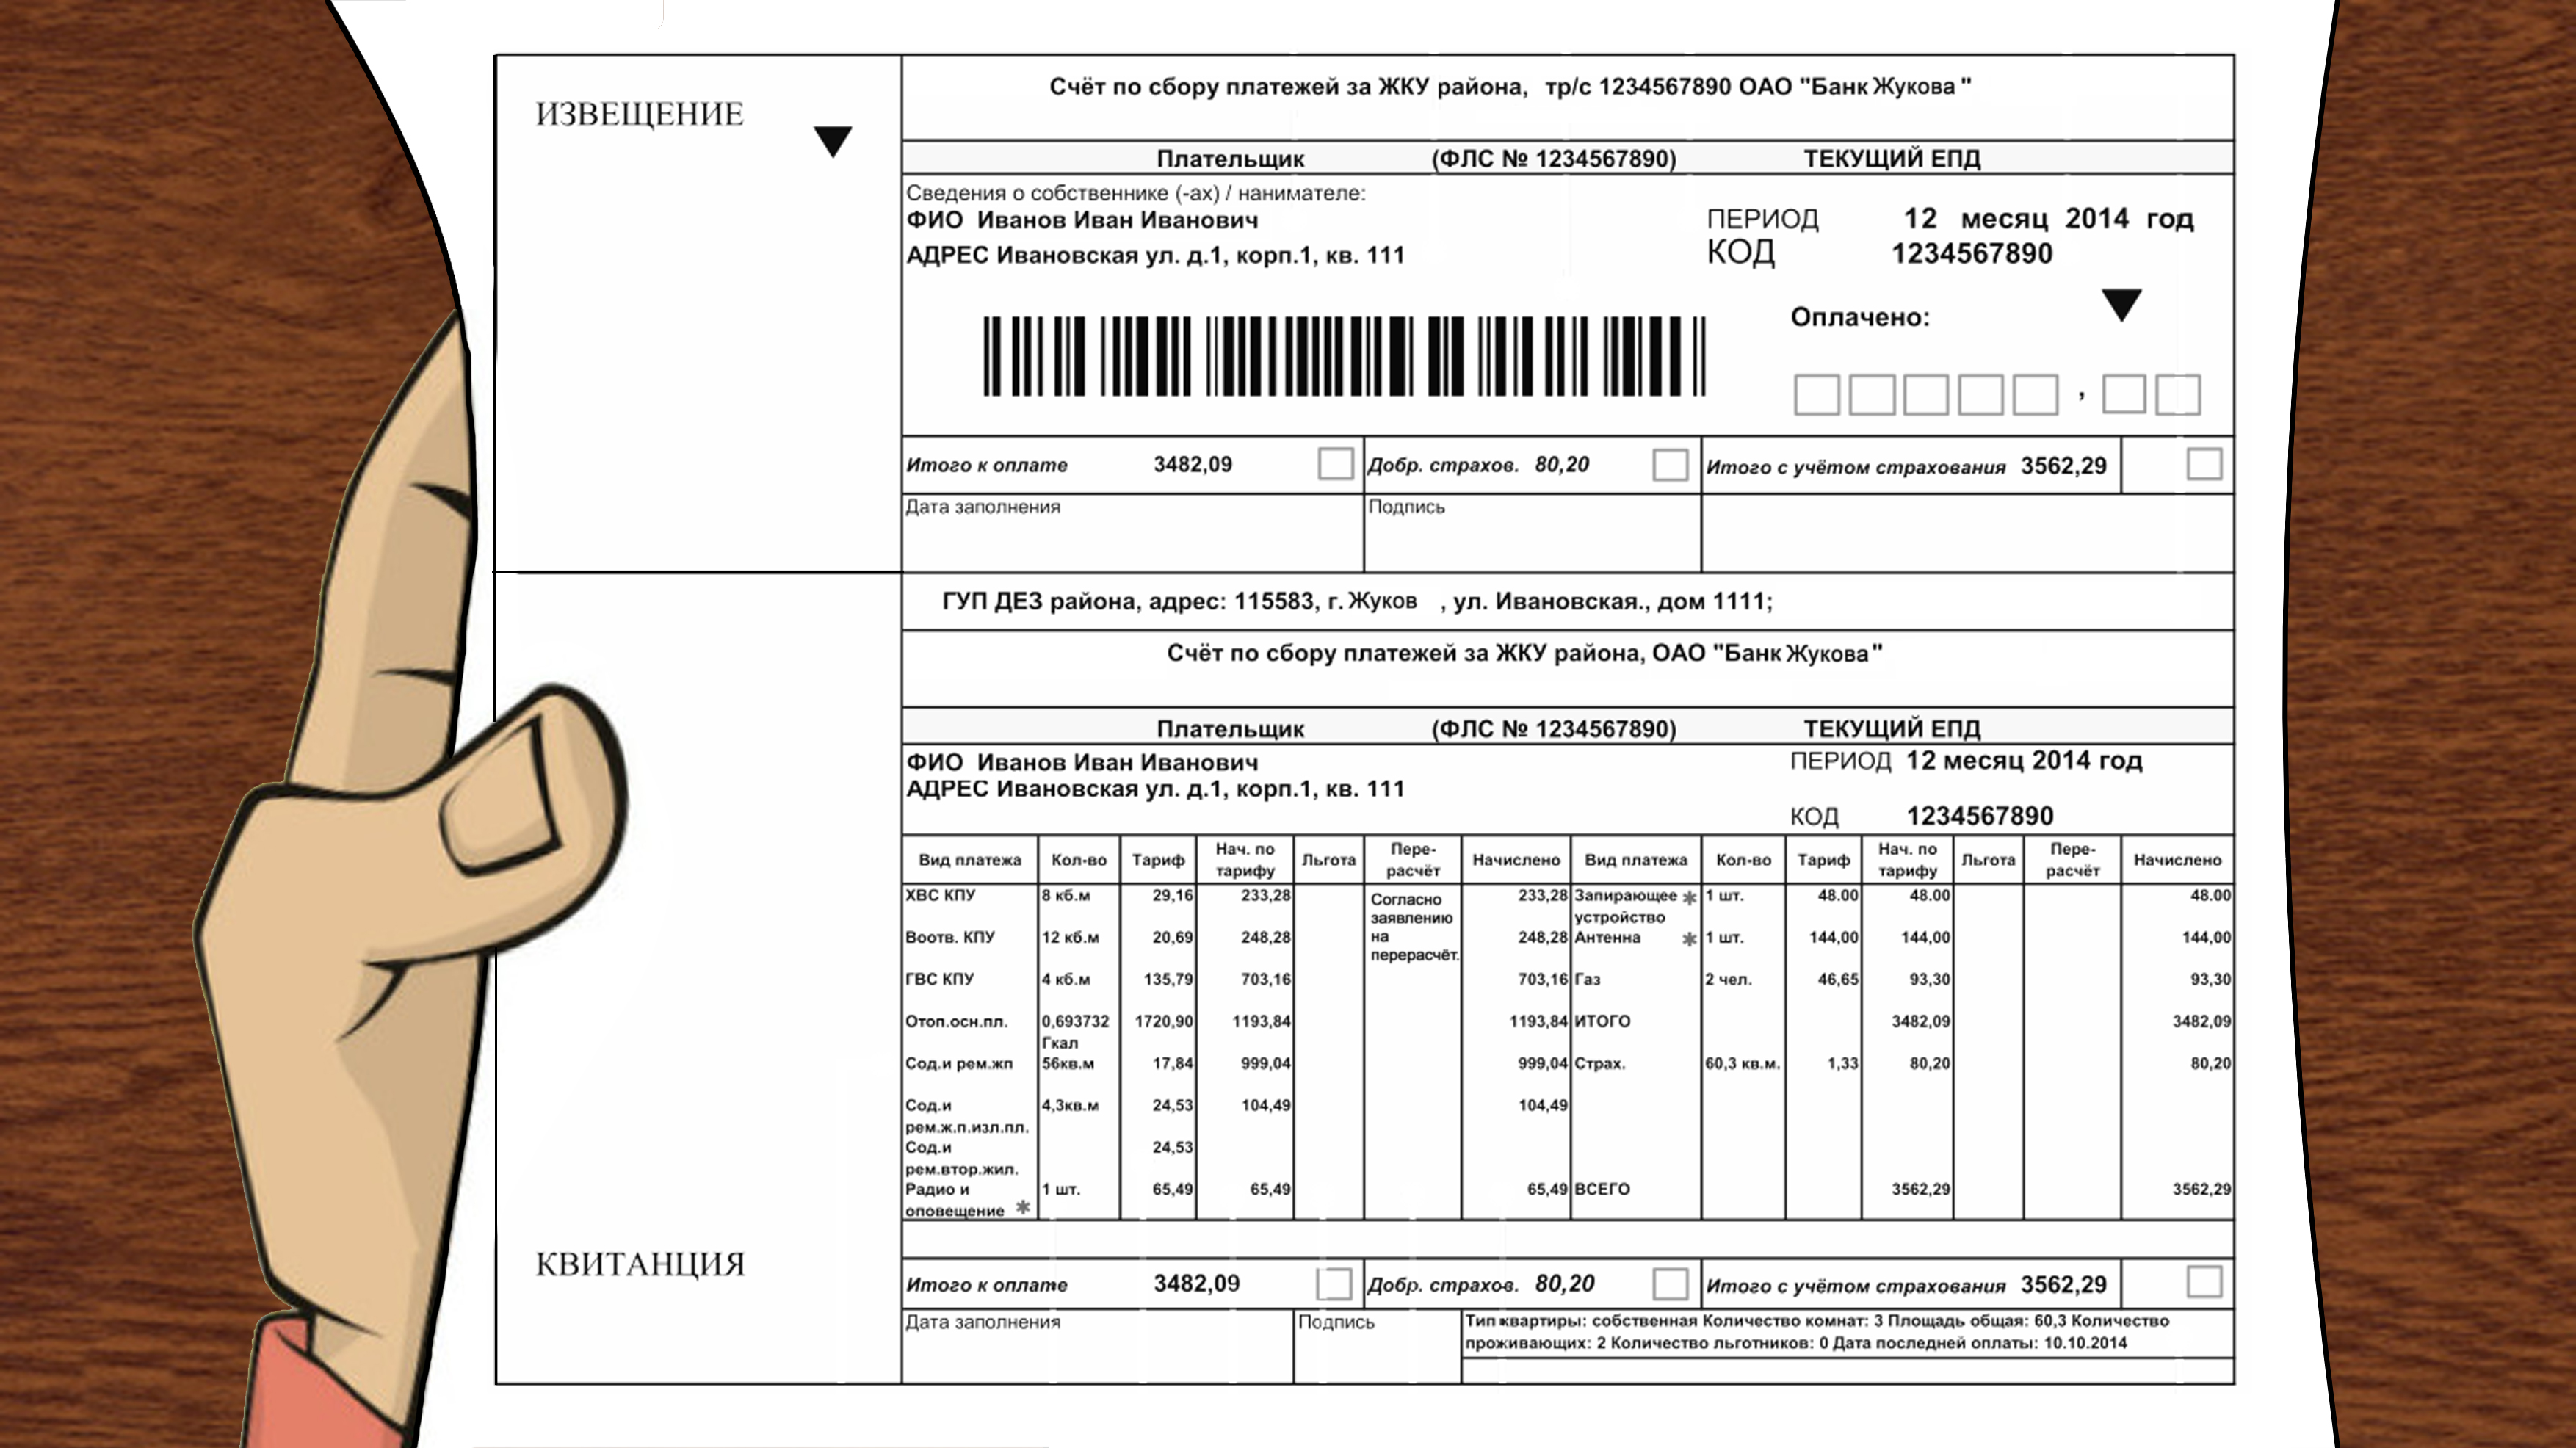 ИЗВЕЩЕНИЕ
Счёт по сбору платежей за ЖКУ района, тр/с 1234567890 ОАО "Банк Жукова"
Плательщик (ФЛС № 1234567890) ТЕКУЩИЙ ЕПД
Сведения о собственнике (-ах) / нанимателе:
ФИО Иванов Иван Иванович
АДРЕС Ивановская ул. д.1, корп.1, кв. 111
ПЕРИОД 12 месяц 2014 год
КОД 1234567890
Оплачено:
,
Итого к оплате 3482,09 Добр. страхов. 80,20 Итого с учётом страхования 3562,29
Дата заполнения Подпись
ГУП ДЕЗ района, адрес: 115583, г. Жуков , ул. Ивановская., дом 1111;
Счёт по сбору платежей за ЖКУ района, ОАО "Банк Жукова"
Плательщик (ФЛС № 1234567890) ТЕКУЩИЙ ЕПД
ФИО Иванов Иван Иванович
АДРЕС Ивановская ул. д.1, корп.1, кв. 111
ПЕРИОД 12 месяц 2014 год
КОД 1234567890
Вид платежа Кол-во Тариф Нач. по тарифу Льгота Пере-расчёт Начислено Вид платежа Кол-во Тариф Нач. по тарифу Льгота Пере-расчёт Начислено
ХВС КПУ 8 кб.м 29,16 233,28 Согласно 233,28 Запирающее * 1 шт. 48.00 48.00 48.00
заявлению устройство
Воотв. КПУ 12 кб.м 20,69 248,28 на 248,28 Антенна * 1 шт. 144,00 144,00 144,00
перерасчёт.
ГВС КПУ 4 кб.м 135,79 703,16 703,16 Газ 2 чел. 46,65 93,30 93,30
Отоп.осн.пл. 0,693732 1720,90 1193,84 1193,84 ИТОГО 3482,09 3482,09
Гкал
Сод.и рем.жп 56кв.м 17,84 999,04 999,04 Страх. 60,3 кв.м. 1,33 80,20 80,20
Сод.и 4,3кв.м 24,53 104,49 104,49
рем.ж.п.изл.пл.
Сод.и 24,53
рем.втор.жил.
Радио и 1 шт. 65,49 65,49 65,49 ВСЕГО 3562,29 3562,29
оповещение *
КВИТАНЦИЯ
Итого к оплате 3482,09 Добр. страхов. 80,20 Итого с учётом страхования 3562,29
Дата заполнения Подпись
Тип квартиры: собственная Количество комнат: 3 Площадь общая: 60,3 Количество
проживающих: 2 Количество льготников: 0 Дата последней оплаты: 10.10.2014